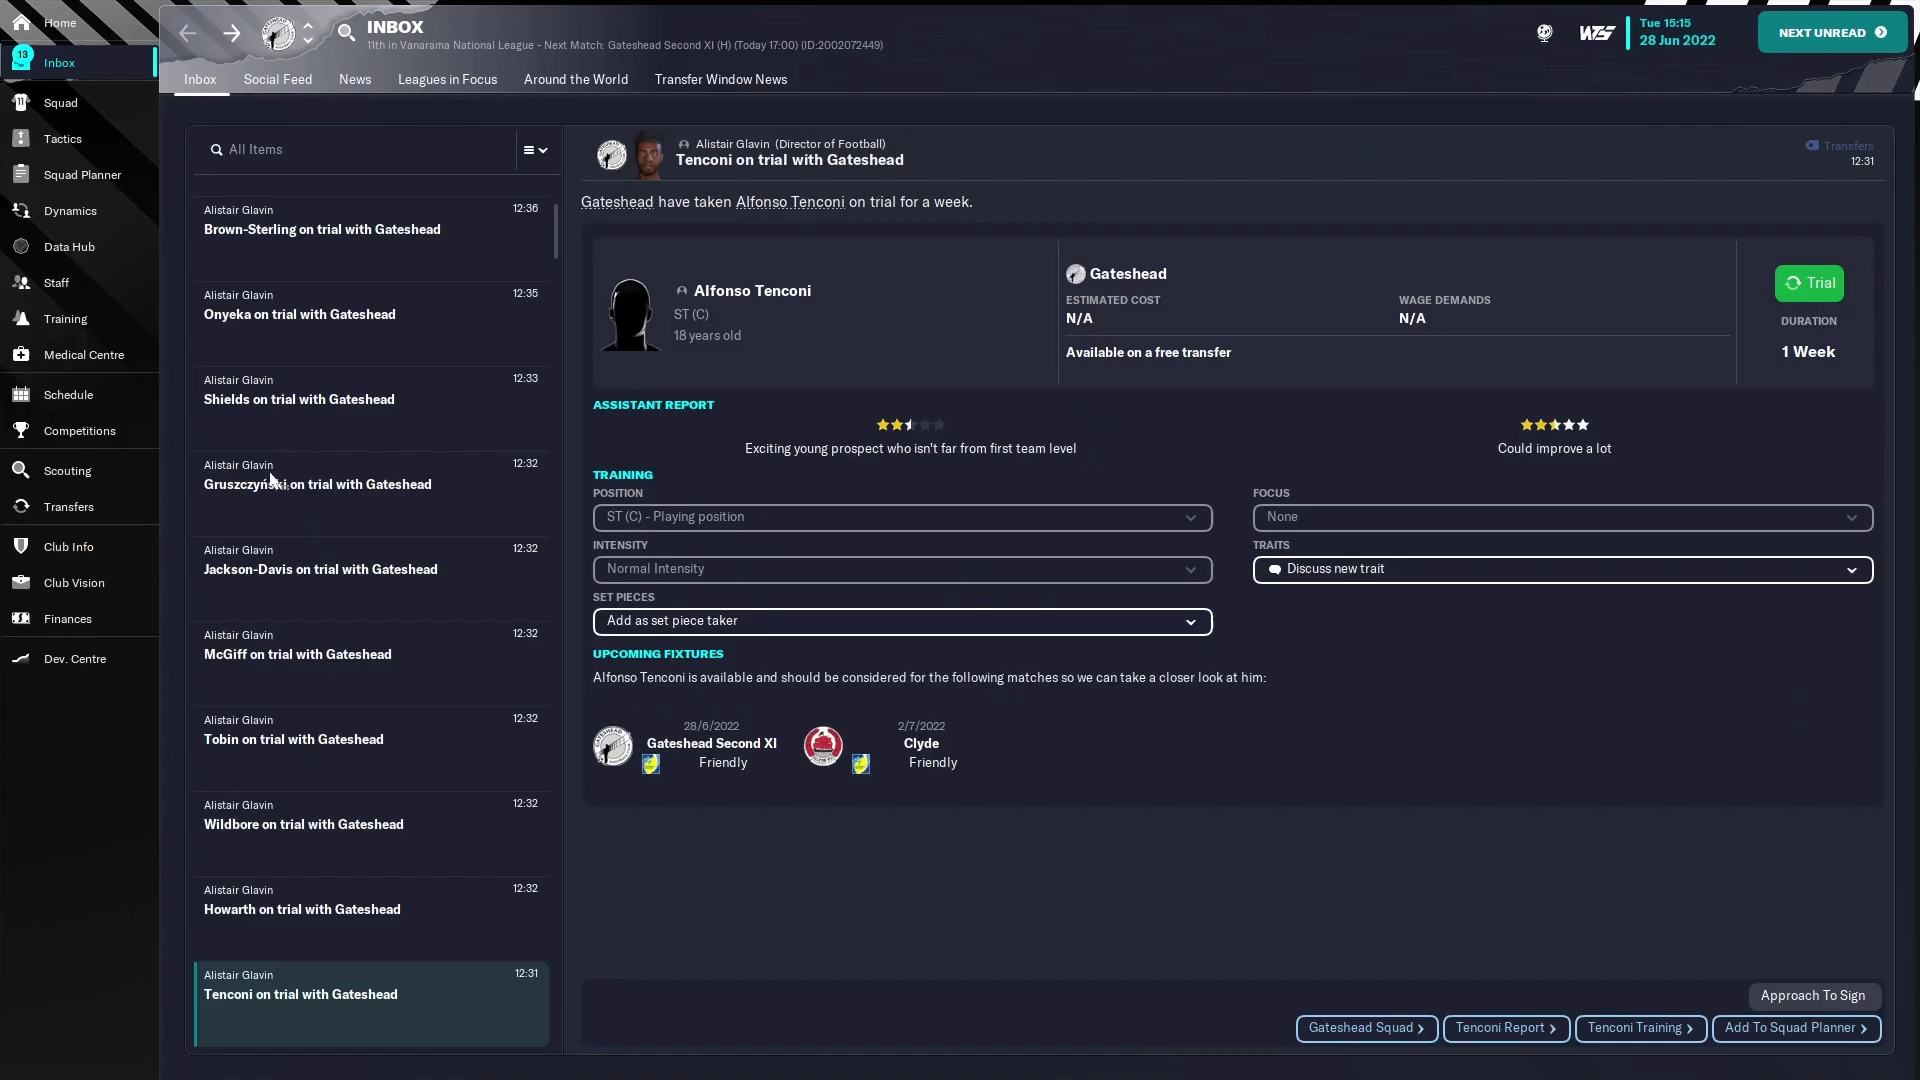 Home
INBOX
11th in Vanarama National League - Next Match: Gateshead Second XI (H) (Today 17:00) (ID:2002072449)
Tue 15:15
28 Jun 2022
NEXT UNREAD
13
Inbox
Inbox Social Feed News Leagues in Focus Around the World Transfer Window News
Squad
Tactics
Squad Planner
Dynamics
Data Hub
Staff
Training
Medical Centre
Schedule
Competitions
Scouting
Transfers
Club Info
Club Vision
Finances
Dev. Centre
All Items
Alistair Glavin 12:36
Brown-Sterling on trial with Gateshead
Alistair Glavin 12:35
Onyeka on trial with Gateshead
Alistair Glavin 12:33
Shields on trial with Gateshead
Alistair Glavin 12:32
Gruszczyński on trial with Gateshead
Alistair Glavin 12:32
Jackson-Davis on trial with Gateshead
Alistair Glavin 12:32
McGiff on trial with Gateshead
Alistair Glavin 12:32
Tobin on trial with Gateshead
Alistair Glavin 12:32
Wildbore on trial with Gateshead
Alistair Glavin 12:32
Howarth on trial with Gateshead
Alistair Glavin 12:31
Tenconi on trial with Gateshead
Alistair Glavin (Director of Football)
Tenconi on trial with Gateshead
Transfers
12:31
Gateshead have taken Alfonso Tenconi on trial for a week.
Alfonso Tenconi
ST (C)
18 years old
Gateshead
ESTIMATED COST WAGE DEMANDS
N/A N/A
Available on a free transfer
Trial
DURATION
1 Week
ASSISTANT REPORT
Exciting young prospect who isn't far from first team level
Could improve a lot
TRAINING
POSITION FOCUS
ST (C) - Playing position None
INTENSITY TRAITS
Normal Intensity Discuss new trait
SET PIECES
Add as set piece taker
UPCOMING FIXTURES
Alfonso Tenconi is available and should be considered for the following matches so we can take a closer look at him:
28/6/2022
Gateshead Second XI
Friendly
2/7/2022
Clyde
Friendly
Approach To Sign
Gateshead Squad Tenconi Report Tenconi Training Add To Squad Planner